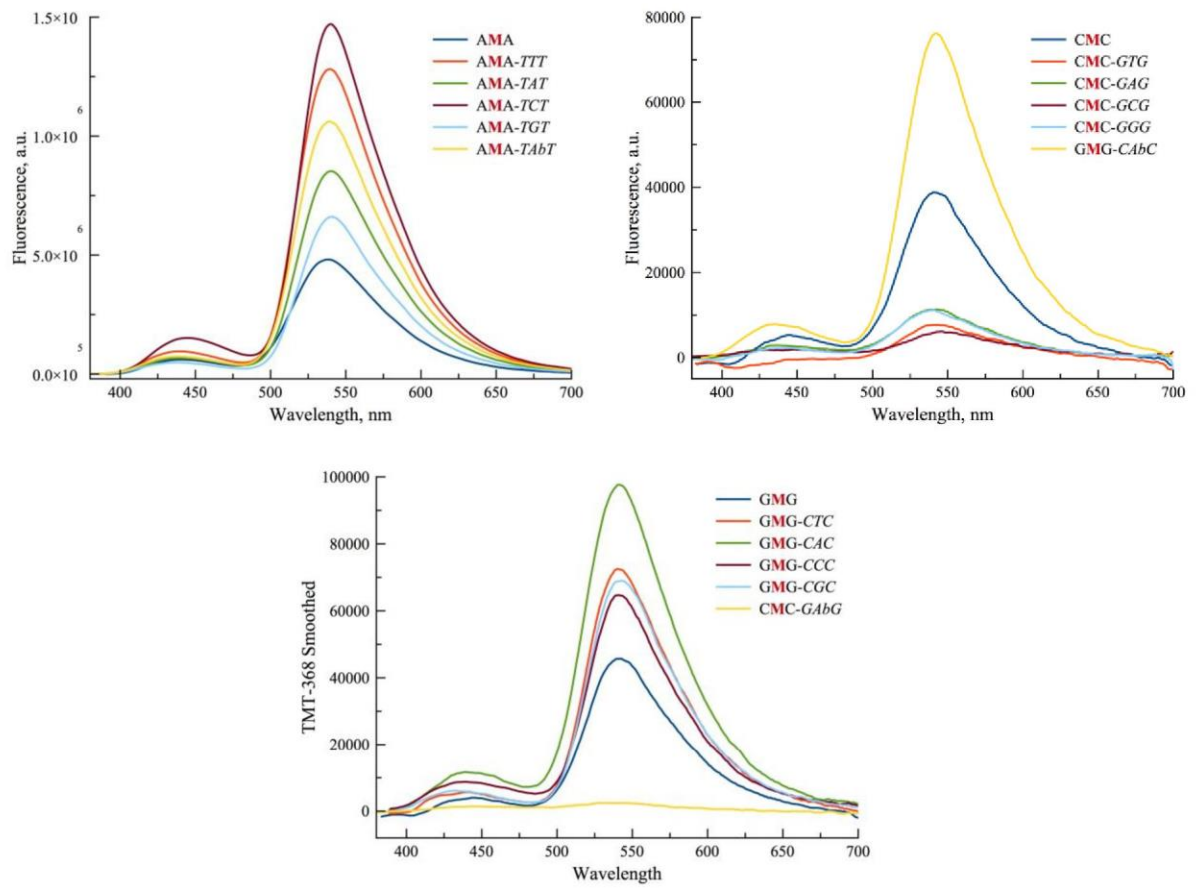 1.5×10
6
1.0×10
6
5.0×10
5
0.0×10
Fluorescence, a.u.
400 450 500 550 600 650 700
Wavelength, nm
AMA
AMA-TTT
AMA-TAT
AMA-TCT
AMA-TGT
AMA-TAbT
80000
60000
40000
20000
0
Fluorescence, a.u.
400 450 500 550 600 650 700
Wavelength, nm
CMC
CMC-GTG
CMC-GAG
CMC-GCG
CMC-GGG
GMG-CAbC
100000
80000
60000
40000
20000
0
TMT-368 Smoothed
400 450 500 550 600 650 700
Wavelength
GMG
GMG-CTC
GMG-CAC
GMG-CCC
GMG-CGC
CMC-GAbG